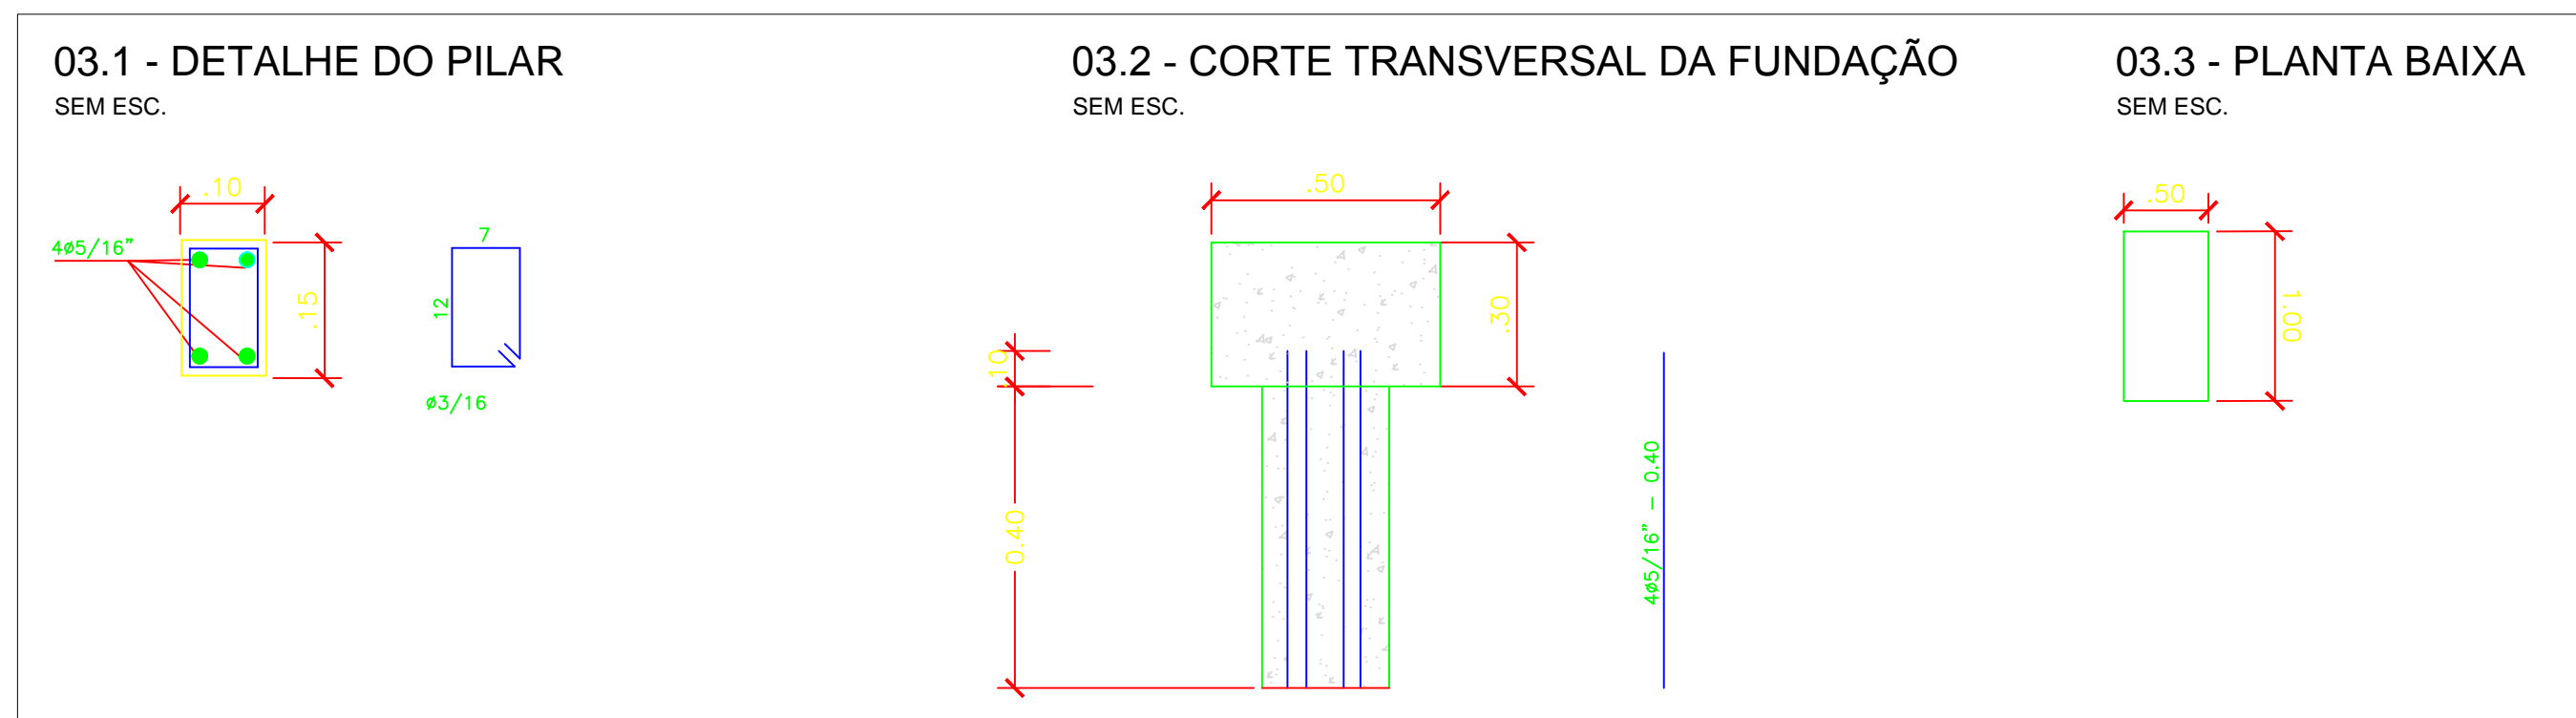 03.1 - DETALHE DO PILAR
SEM ESC.
.10
4ø5/16"
.15
7
12
ø3/16
03.2 - CORTE TRANSVERSAL DA FUNDAÇÃO
SEM ESC.
.50
.30
.10
0.40
4ø5/16" - 0.40
03.3 - PLANTA BAIXA
SEM ESC.
.50
1.00